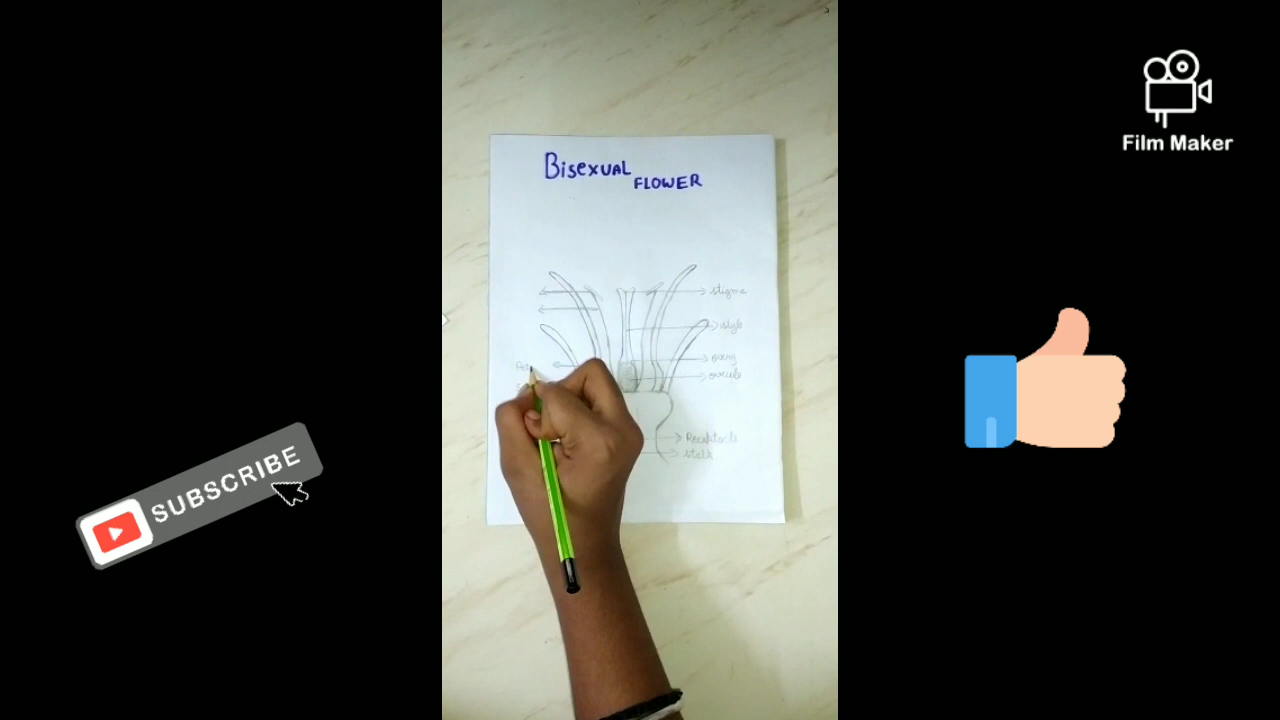 Film Maker
Bisexual
FLOWER
stigma
style
ovary
ovule
Receptacle
stalk
SUBSCRIBE